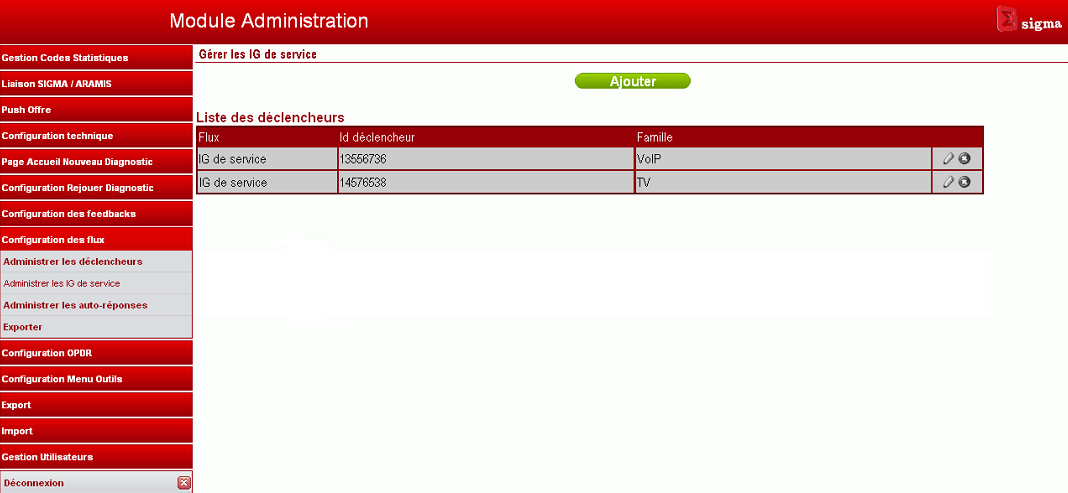 Module Administration
sigma
Gestion Codes Statistiques
Liaison SIGMA / ARAMIS
Push Offre
Configuration technique
Page Accueil Nouveau Diagnostic
Configuration Rejouer Diagnostic
Configuration des feedbacks
Configuration des flux
Administrer les déclencheurs
Administrer les IG de service
Administrer les auto-réponses
Exporter
Configuration OPDR
Configuration Menu Outils
Export
Import
Gestion Utilisateurs
Déconnexion
Gérer les IG de service
Ajouter
Liste des déclencheurs
Flux Id déclencheur Famille
IG de service 13556736 VoIP
IG de service 14576538 TV